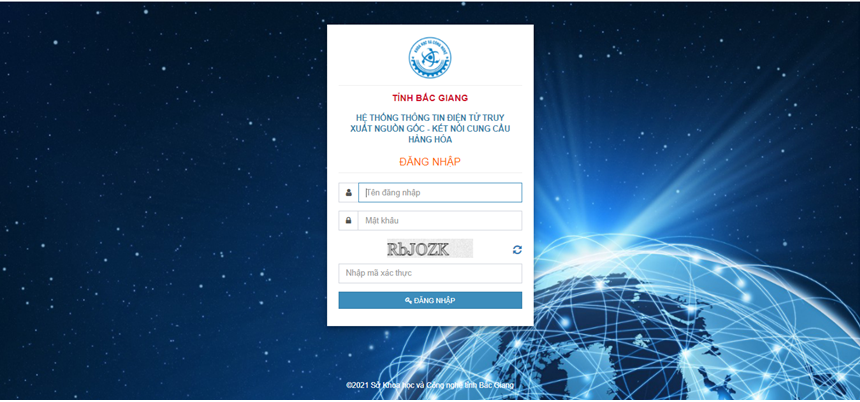 TỈNH BẮC GIANG
HỆ THỐNG THÔNG TIN ĐIỆN TỬ TRUY
XUẤT NGUỒN GỐC - KẾT NỐI CUNG CẦU
HÀNG HÓA
ĐĂNG NHẬP
Tên đăng nhập
Mật khẩu
RbJOZK
Nhập mã xác thực
ĐĂNG NHẬP
©2021 Sở Khoa học và Công nghệ tỉnh Bắc Giang